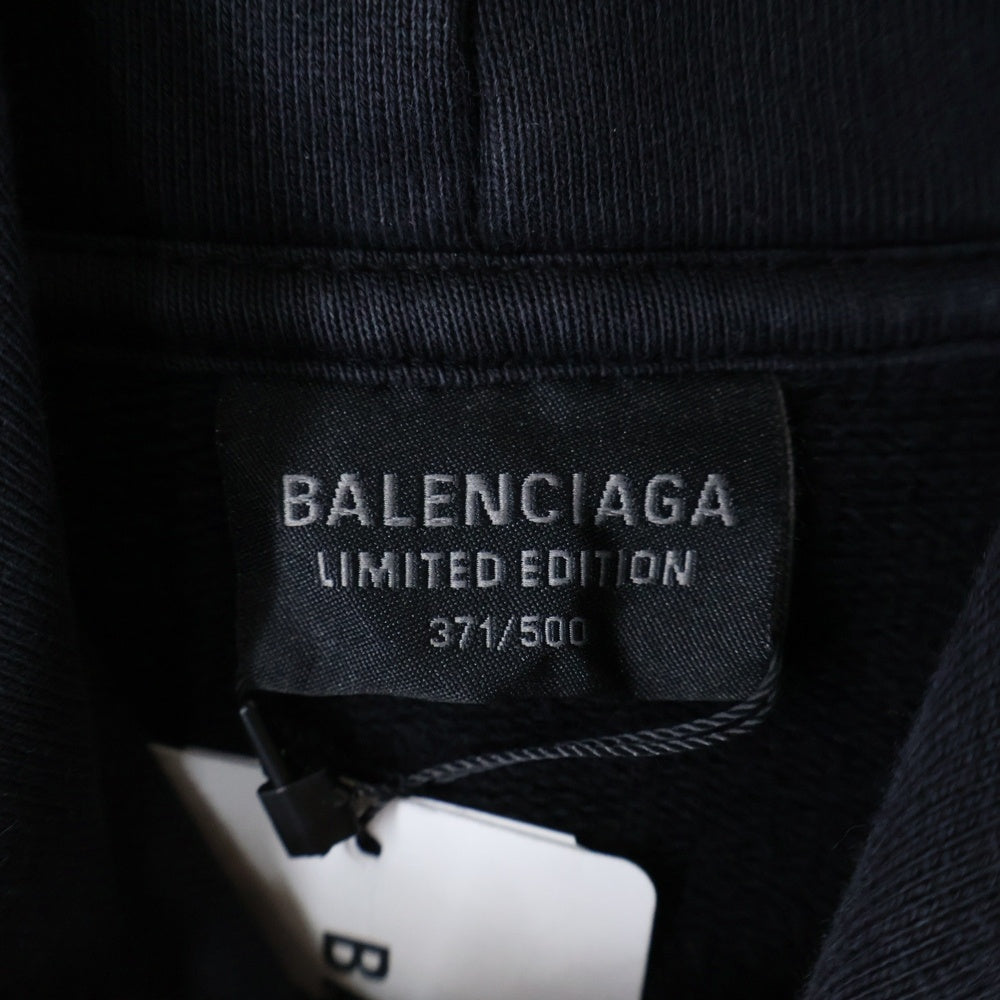 BALENCIAGA
LIMITED EDITION
371/500
B